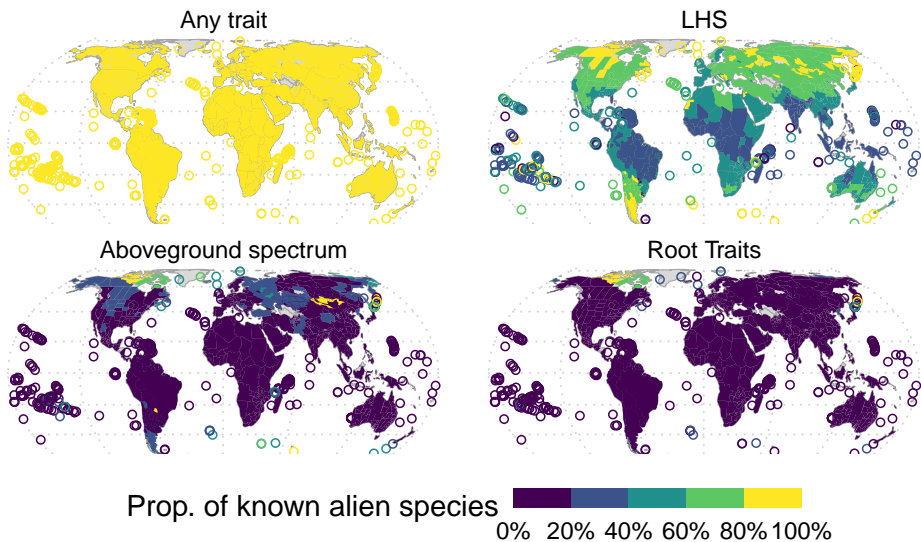 Any trait
LHS
Aboveground spectrum
Root Traits
Prop. of known alien species
0% 20% 40% 60% 80% 100%